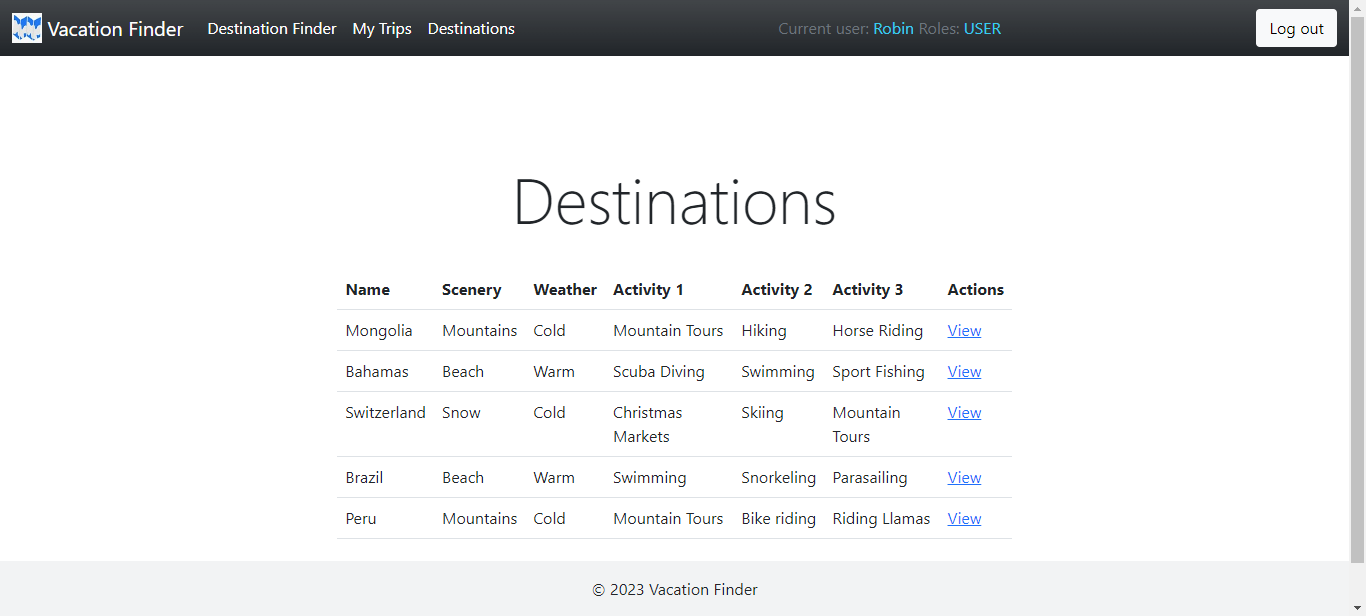 Vacation Finder Destination Finder My Trips Destinations Current user: Robin Roles: USER Log out
Destinations
Name Scenery Weather Activity 1 Activity 2 Activity 3 Actions
Mongolia Mountains Cold Mountain Tours Hiking Horse Riding View
Bahamas Beach Warm Scuba Diving Swimming Sport Fishing View
Switzerland Snow Cold Christmas Markets Skiing Mountain Tours View
Brazil Beach Warm Swimming Snorkeling Parasailing View
Peru Mountains Cold Mountain Tours Bike riding Riding Llamas View
© 2023 Vacation Finder